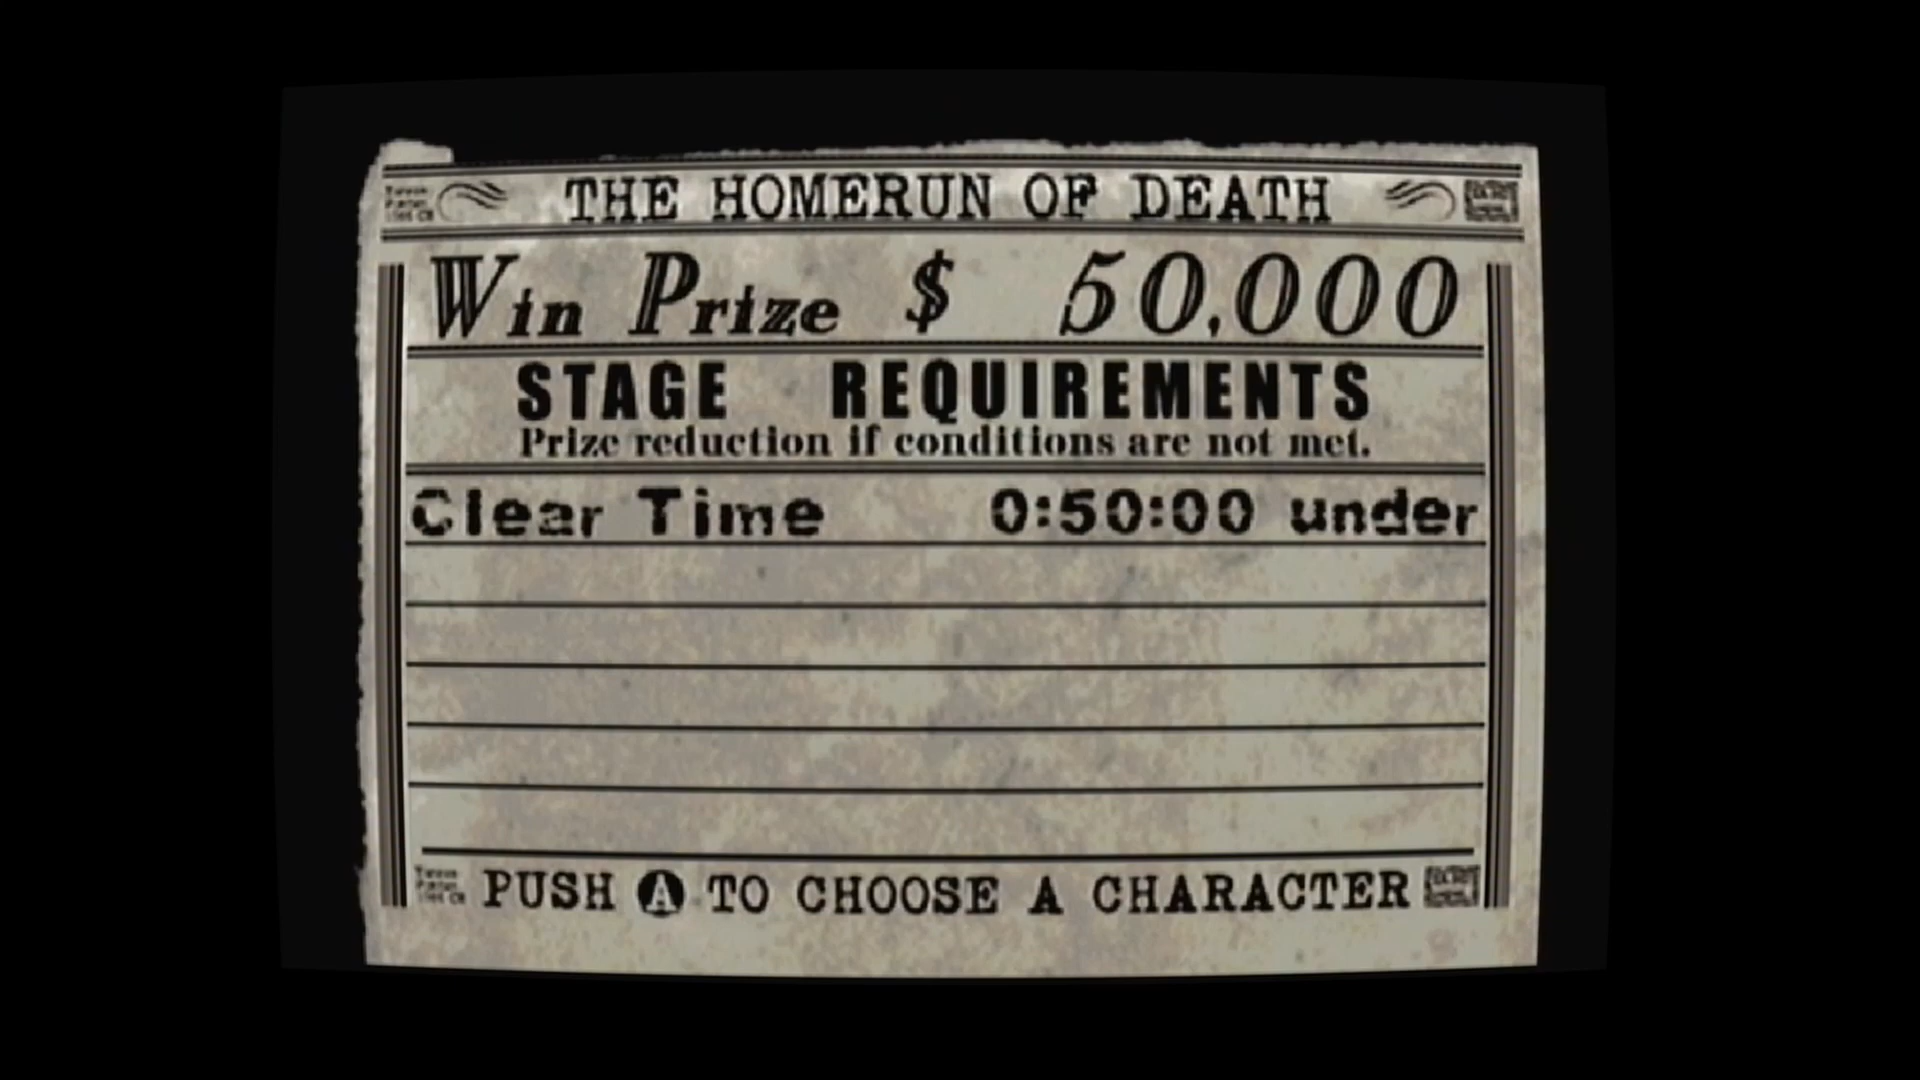 THE HOMERUN OF DEATH
Win Prize $ 50,000
STAGE REQUIREMENTS
Prize reduction if conditions are not met.
Clear Time 0:50:00 under
PUSH A TO CHOOSE A CHARACTER